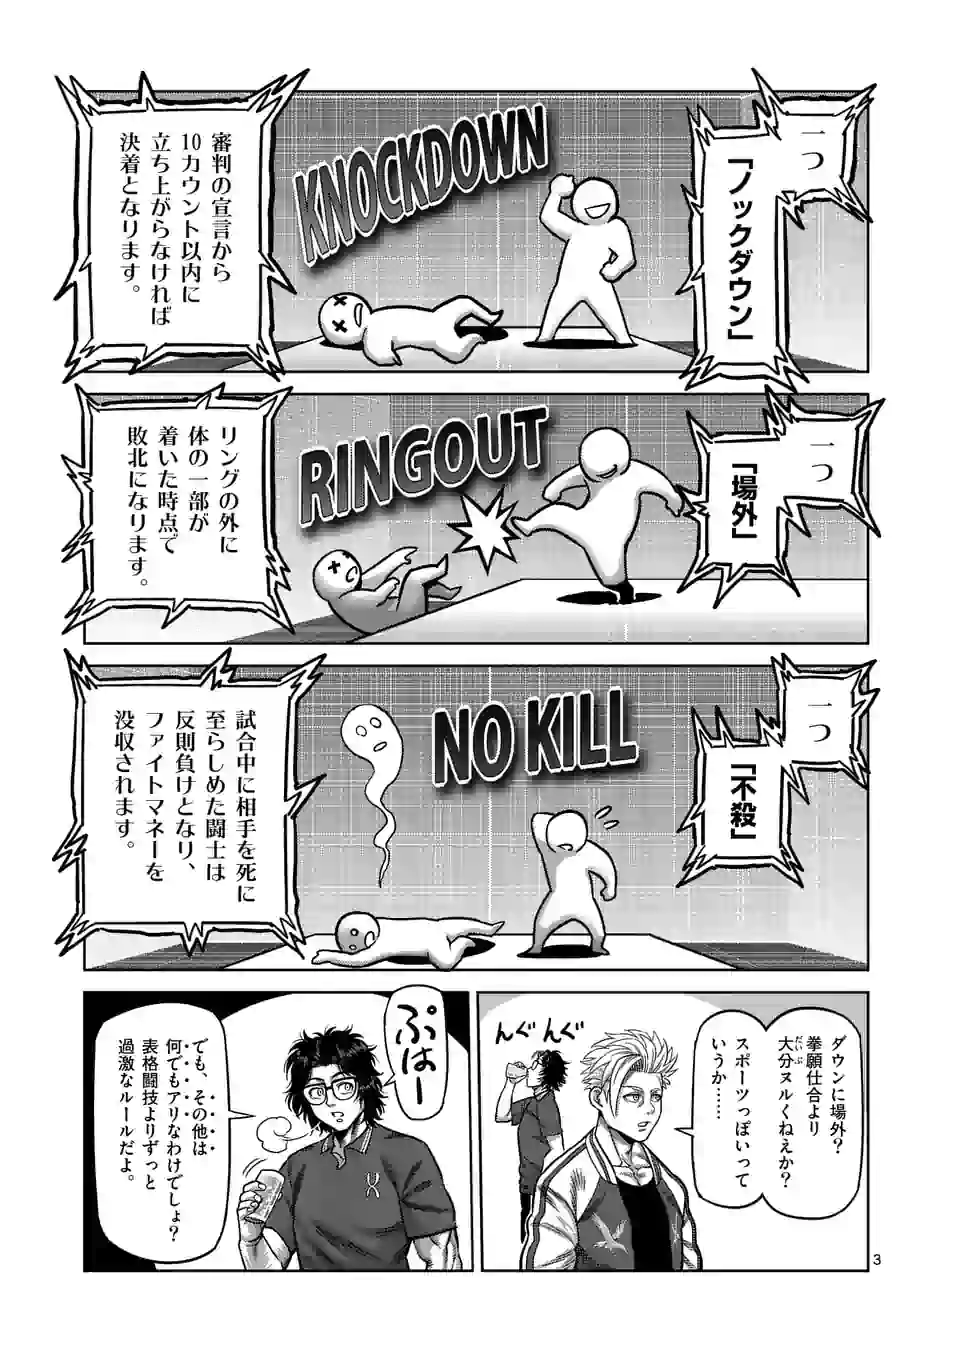 一つ
「ノックダウン」
KNOCKDOWN
審判の宣言から
10カウント以内に
立ち上がらなければ
決着となります。
一つ
「場外」
RINGOUT
リングの外に
体の一部が
着いた時点で
敗北になります。
一つ
「不殺」
NO KILL
試合中に相手を死に
至らしめた闘士は
反則負けとなり、
ファイトマネーを
没収されます。
ダウンに場外？
拳願仕合より
大分ヌルくねえか？
だいぶ
スポーツっぽいって
いうか……
んぐんぐ
ぷはー
でも、その他は
何でもアリなわけでしょ？
表格闘技よりずっと
過激なルールだよ。
3